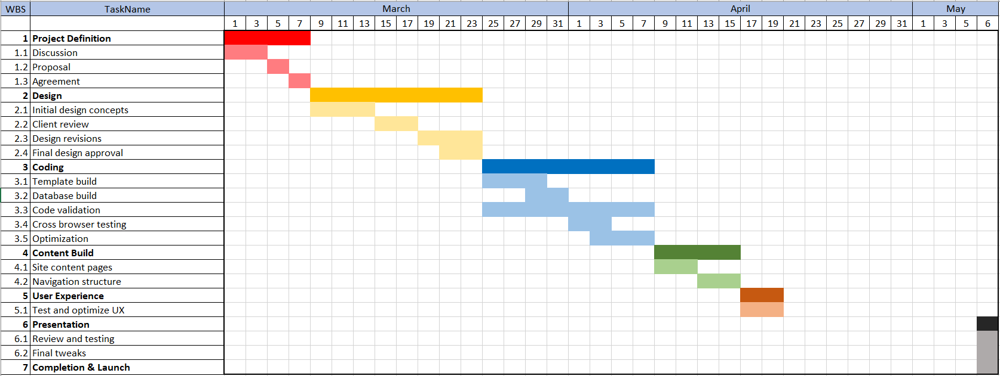 WBS TaskName March April May
1 3 5 7 9 11 13 15 17 19 21 23 25 27 29 31 1 3 5 7 9 11 13 15 17 19 21 23 25 27 29 31 1 3 5 6
1 Project Definition
1.1 Discussion
1.2 Proposal
1.3 Agreement
2 Design
2.1 Initial design concepts
2.2 Client review
2.3 Design revisions
2.4 Final design approval
3 Coding
3.1 Template build
3.2 Database build
3.3 Code validation
3.4 Cross browser testing
3.5 Optimization
4 Content Build
4.1 Site content pages
4.2 Navigation structure
5 User Experience
5.1 Test and optimize UX
6 Presentation
6.1 Review and testing
6.2 Final tweaks
7 Completion & Launch